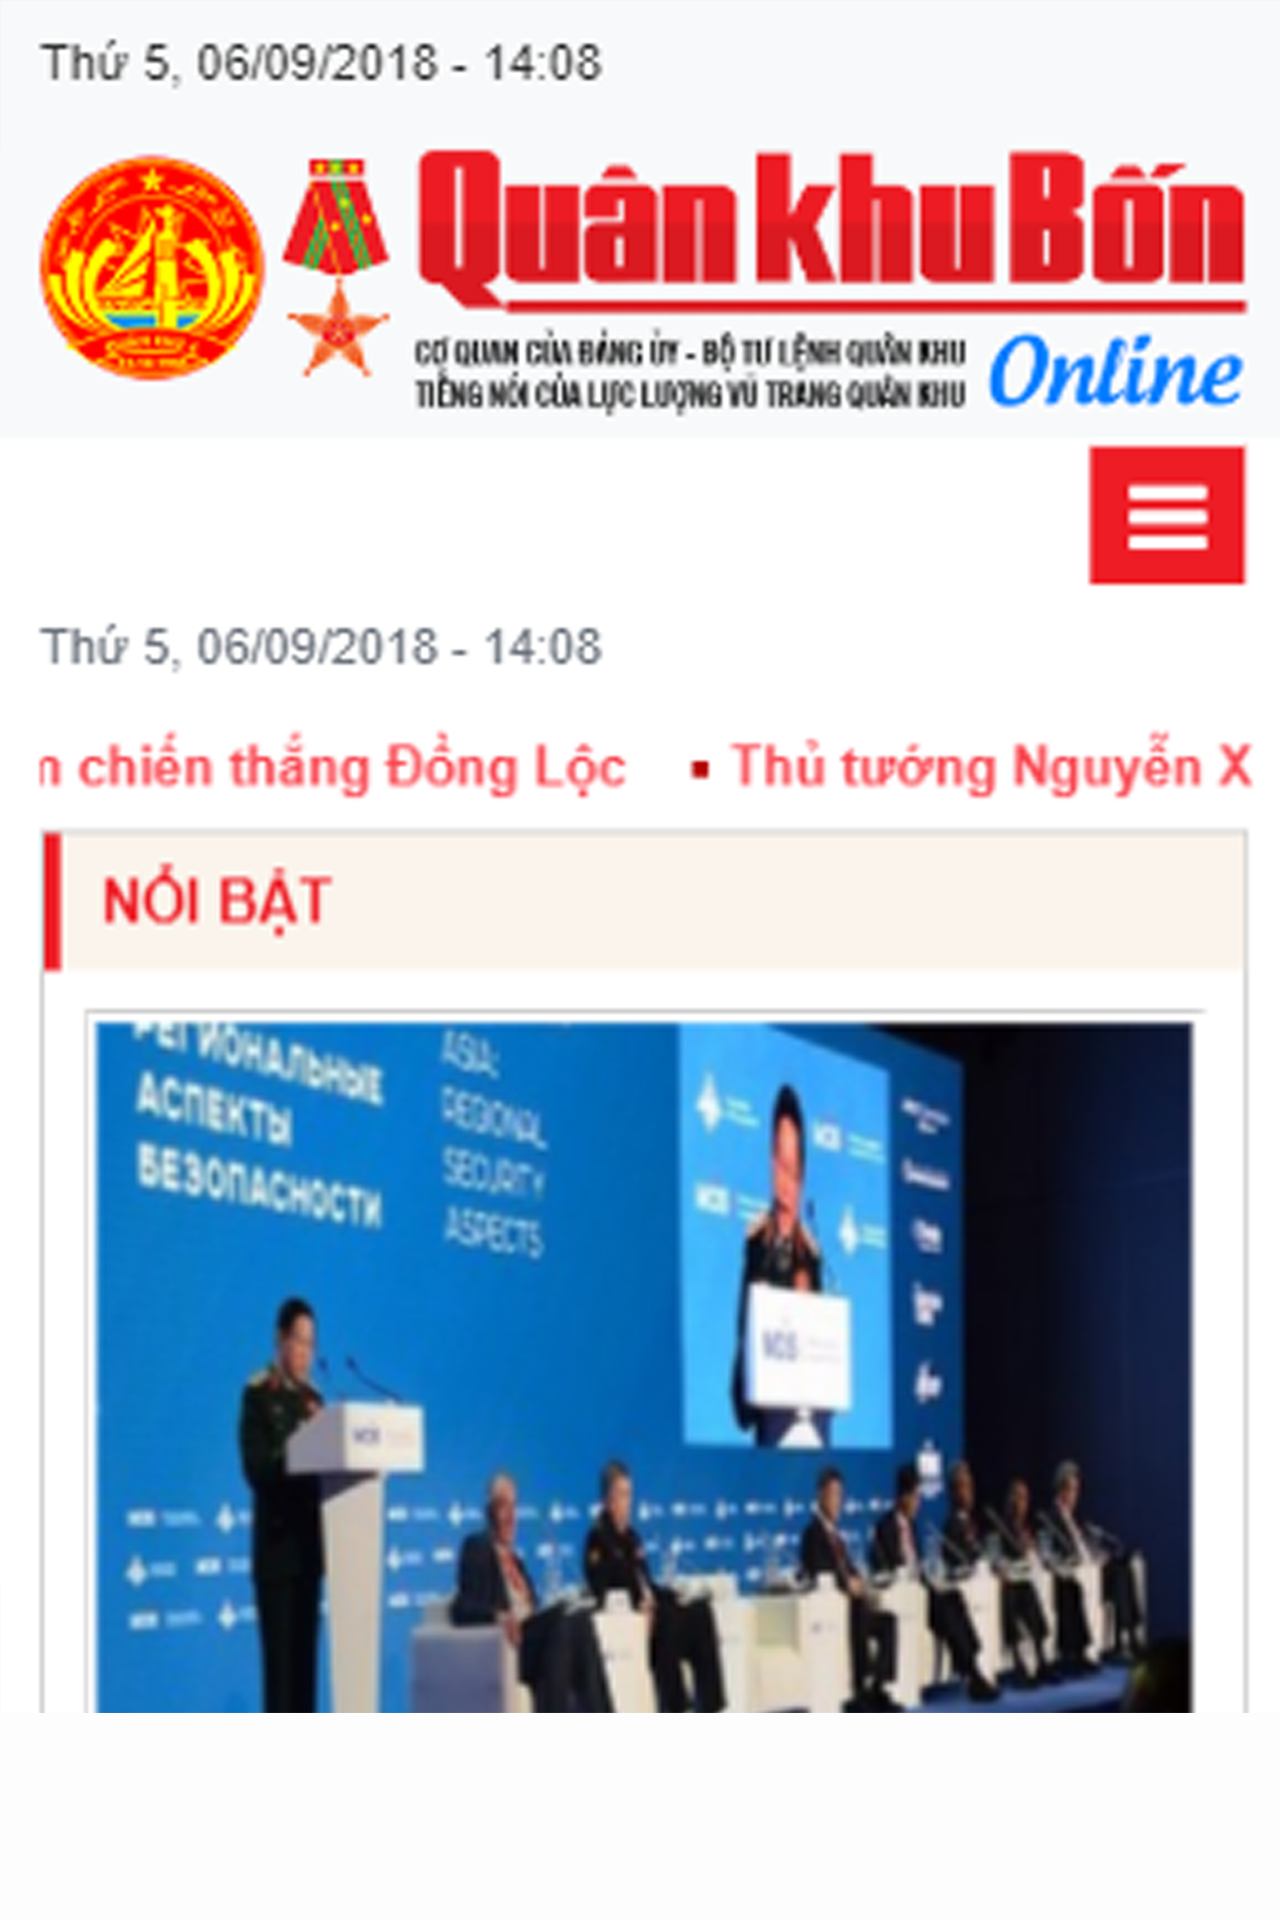 Thứ 5, 06/09/2018 - 14:08
Quân khu Bốn
CƠ QUAN CỦA ĐẢNG ỦY - BỘ TƯ LỆNH QUÂN KHU
TIẾNG NÓI CỦA LỰC LƯỢNG VŨ TRANG QUÂN KHU
Online
Thứ 5, 06/09/2018 - 14:08
n chiến thắng Đồng Lộc ▪ Thủ tướng Nguyễn X
NỔI BẬT
РЕГИОНАЛЬНЫЕ
АСПЕКТЫ
БЕЗОПАСНОСТИ
ASIA:
REGIONAL
SECURITY
ASPECTS